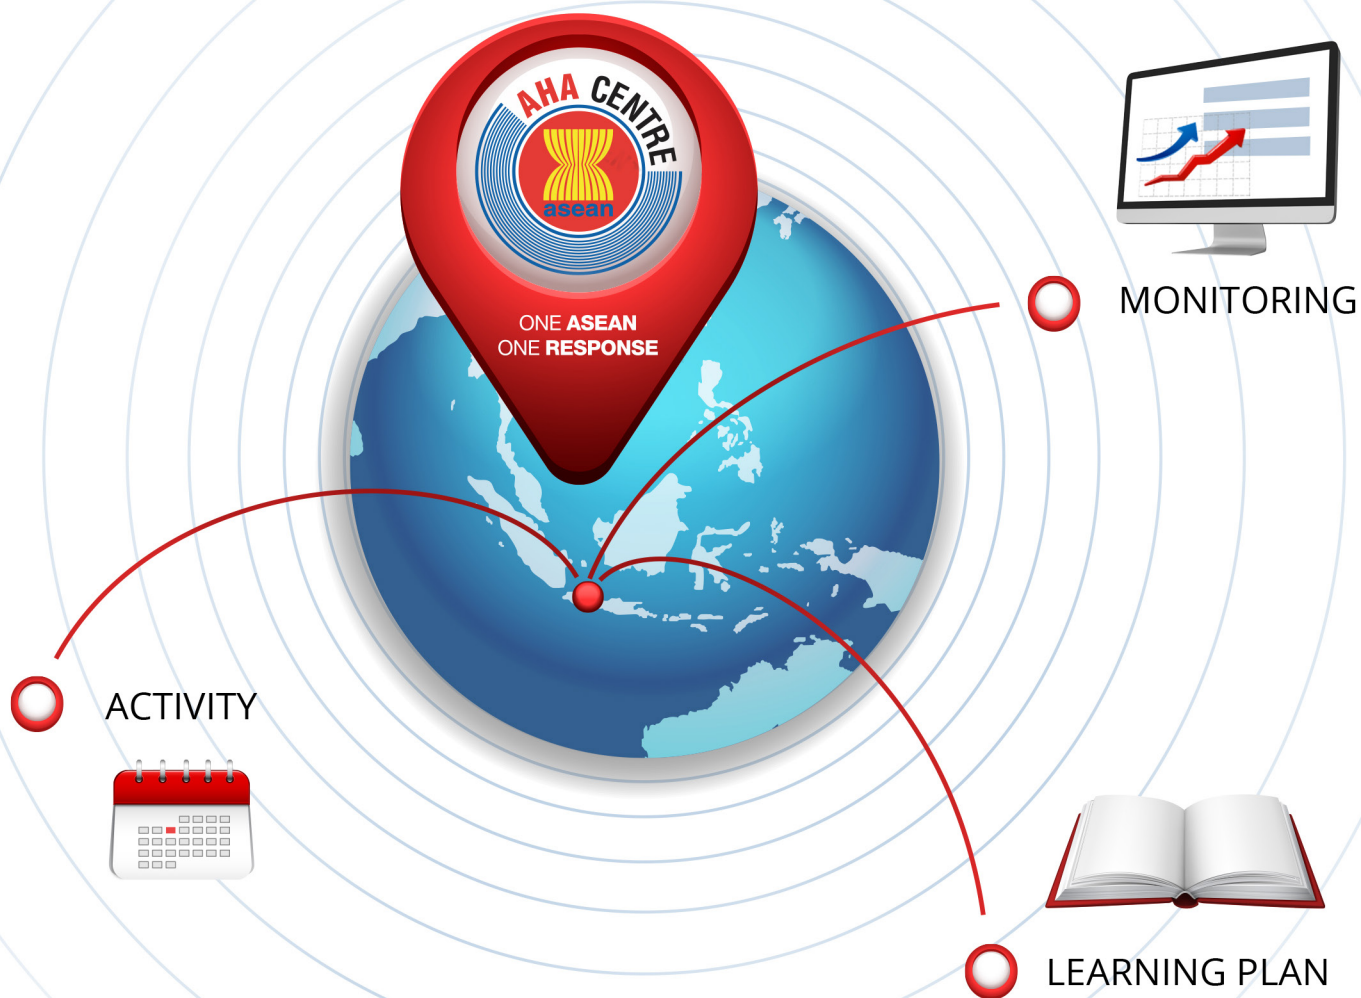 AHA CENTRE
asean
ONE ASEAN
ONE RESPONSE
MONITORING
ACTIVITY
LEARNING PLAN